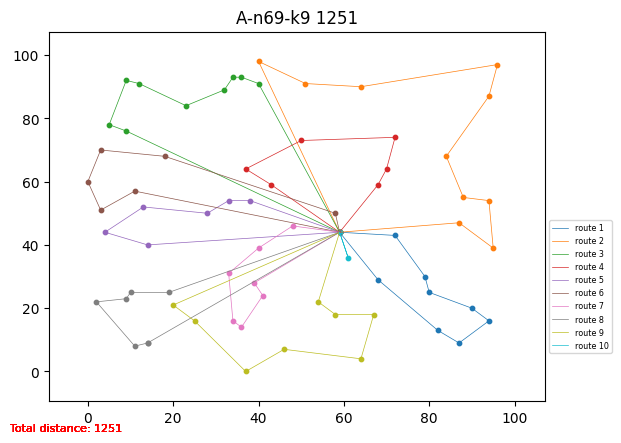 A-n69-k9 1251
100
80
60
40
20
0
0 20 40 60 80 100
route 1
route 2
route 3
route 4
route 5
route 6
route 7
route 8
route 9
route 10
Total distance: 1251